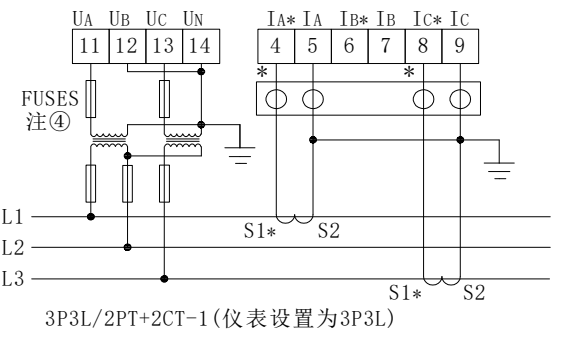 UA UB UC UN IA* IA IB* IB IC* IC
11 12 13 14 4 5 6 7 8 9
* *
FUSES
注④
L1
S1* S2
L2
L3
S1* S2
3P3L/2PT+2CT-1(仪表设置为3P3L)